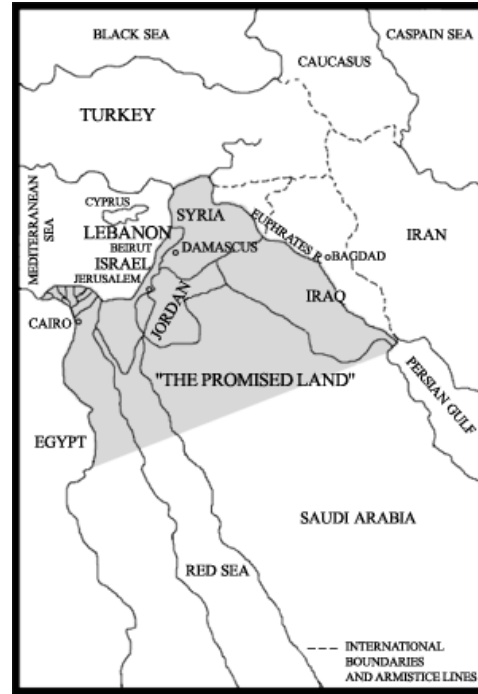 BLACK SEA
CASPAIN SEA
CAUCASUS
TURKEY
MEDITERRANEAN
SEA
CYPRUS
LEBANON
SYRIA
BEIRUT
DAMASCUS
EUPHRATES R
BAGDAD
IRAN
ISRAEL
JERUSALEM
JORDAN
IRAQ
CAIRO
"THE PROMISED LAND"
PERSIAN GULF
EGYPT
SAUDI ARABIA
RED SEA
INTERNATIONAL
BOUNDARIES
AND ARMISTICE LINES